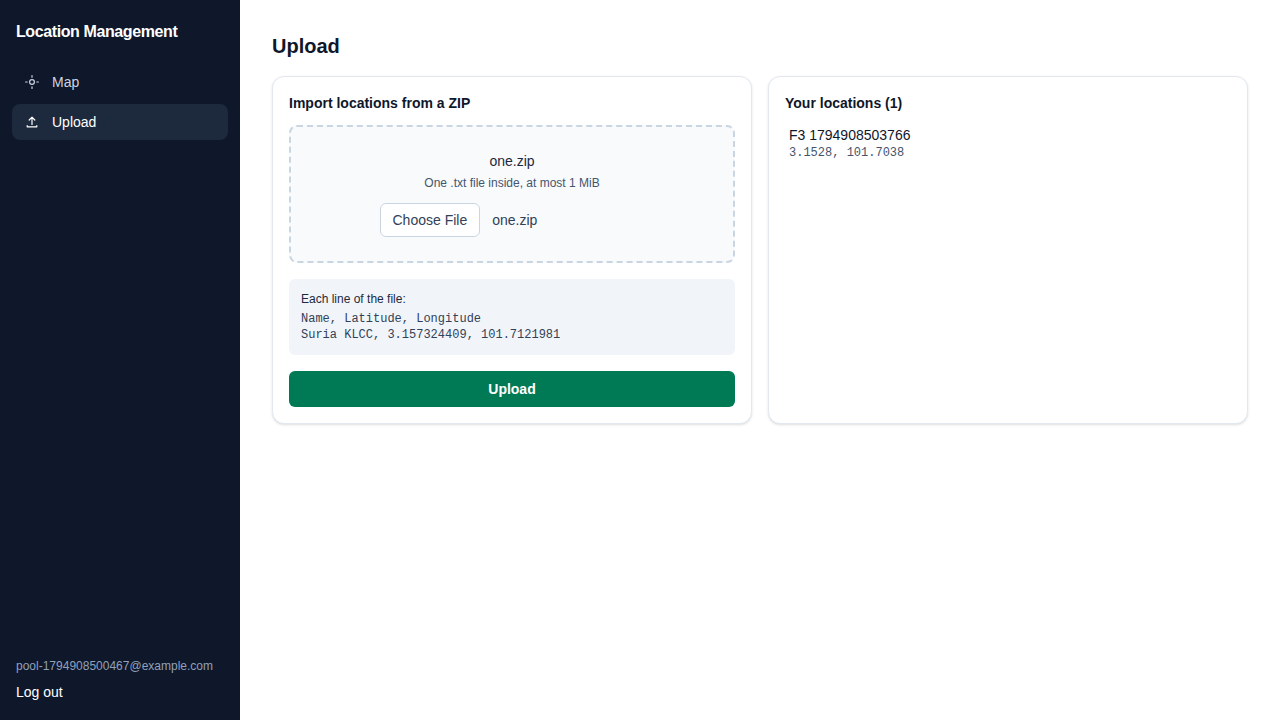 Location Management
Map
Upload
pool-1794908500467@example.com
Log out
Upload
Import locations from a ZIP
one.zip
One .txt file inside, at most 1 MiB
Choose File one.zip
Each line of the file:
Name, Latitude, Longitude
Suria KLCC, 3.157324409, 101.7121981
Upload
Your locations (1)
F3 1794908503766
3.1528, 101.7038